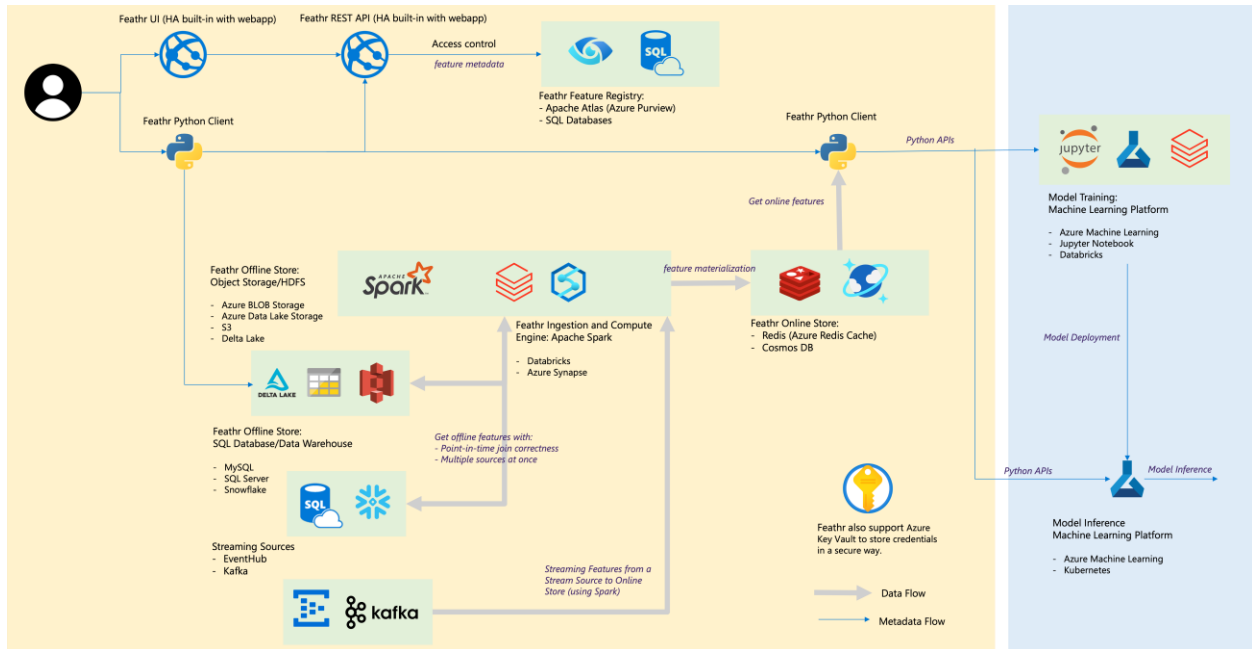 Feathr UI (HA built-in with webapp)
Feathr REST API (HA built-in with webapp)
Access control
feature metadata
SQL
Feathr Feature Registry:
- Apache Atlas (Azure Purview)
- SQL Databases
Feathr Python Client
Feathr Python Client
Python APIs
jupyter
Model Training:
Machine Learning Platform
- Azure Machine Learning
- Jupyter Notebook
- Databricks
Get online features
Feathr Offline Store:
Object Storage/HDFS
- Azure BLOB Storage
- Azure Data Lake Storage
- S3
- Delta Lake
APACHE
Spark
feature materialization
Feathr Ingestion and Compute
Engine: Apache Spark
- Databricks
- Azure Synapse
Feathr Online Store:
- Redis (Azure Redis Cache)
- Cosmos DB
Model Deployment
DELTA LAKE
Feathr Offline Store:
SQL Database/Data Warehouse
- MySQL
- SQL Server
- Snowflake
Get offline features with:
- Point-in-time join correctness
- Multiple sources at once
SQL
Python APIs
Model Inference
Feathr also support Azure
Key Vault to store credentials
in a secure way.
Model Inference
Machine Learning Platform
- Azure Machine Learning
- Kubernetes
Streaming Sources
- EventHub
- Kafka
Streaming Features from a
Stream Source to Online
Store (using Spark)
kafka
Data Flow
Metadata Flow